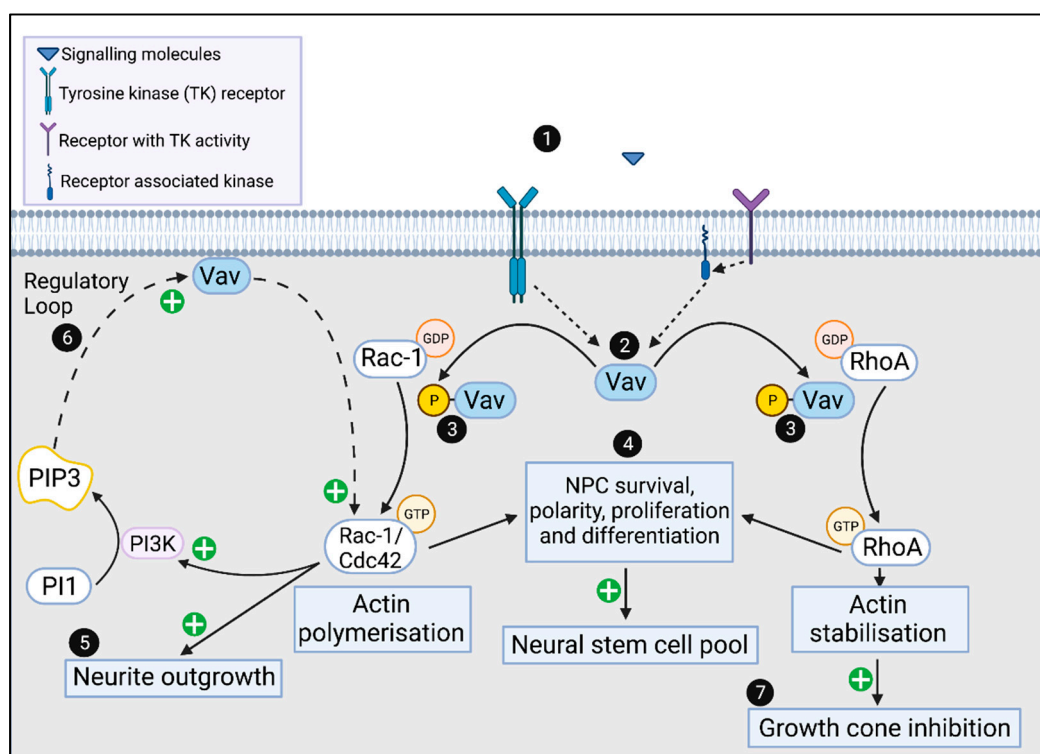 Signalling molecules
Tyrosine kinase (TK) receptor
Receptor with TK activity
Receptor associated kinase
1
Regulatory
Loop
Vav
6
Rac-1
GDP
P
Vav
3
2
Vav
GDP
RhoA
P
Vav
3
PIP3
PI3K
PI1
GTP
Rac-1/
Cdc42
Actin
polymerisation
4
NPC survival,
polarity, proliferation
and differentiation
Neural stem cell pool
GTP
RhoA
Actin
stabilisation
5
Neurite outgrowth
7
Growth cone inhibition